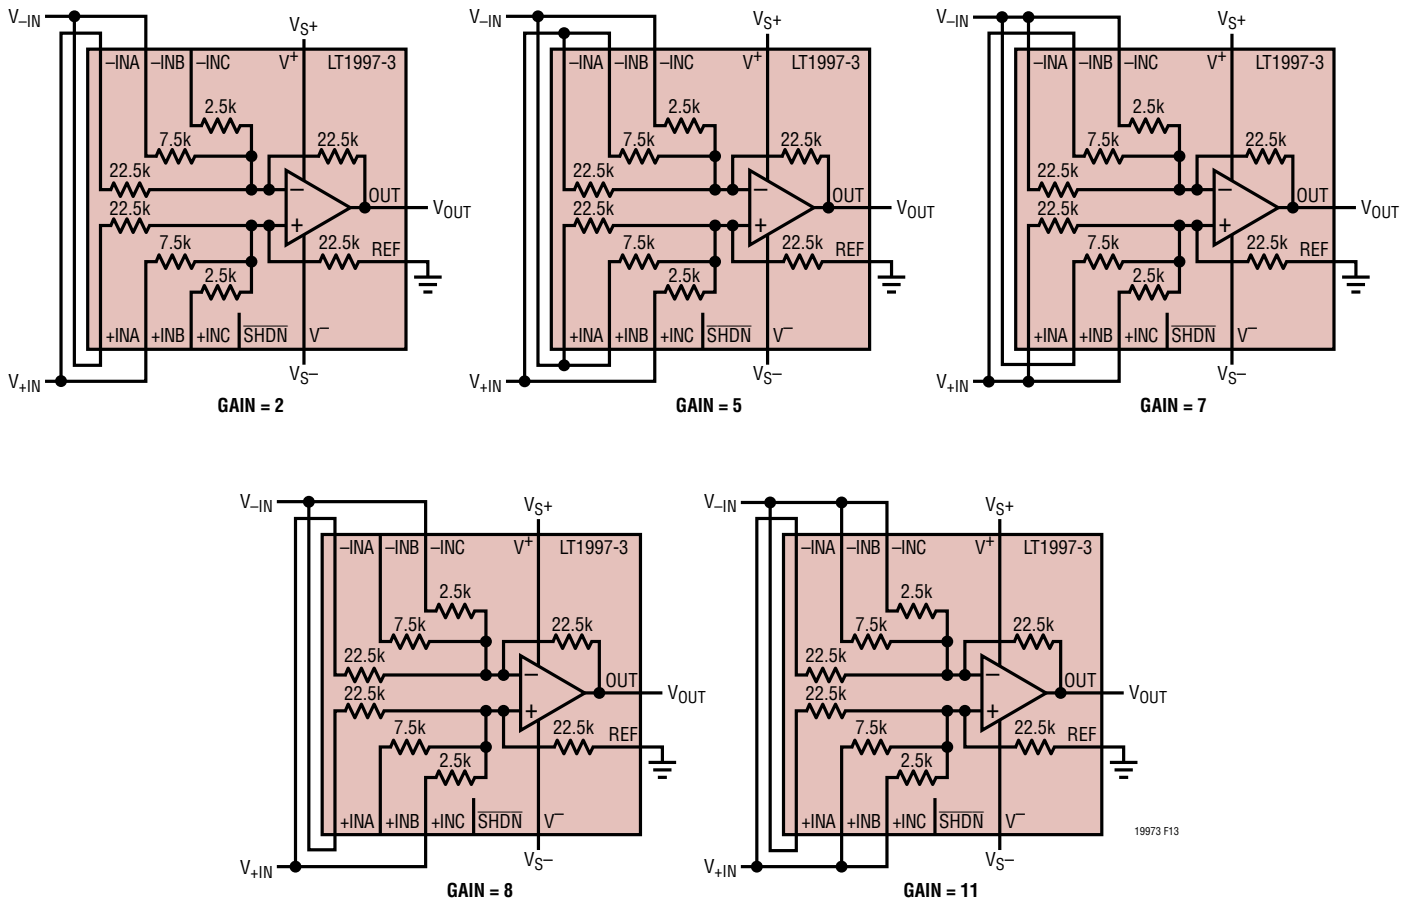 V–IN VS+ V–IN VS+ V–IN VS+
–INA –INB –INC V+ LT1997-3 –INA –INB –INC V+ LT1997-3 –INA –INB –INC V+ LT1997-3
2.5k 2.5k 2.5k
7.5k 22.5k 7.5k 22.5k 7.5k 22.5k
22.5k 22.5k 22.5k
– OUT – OUT – OUT
22.5k VOUT 22.5k VOUT 22.5k VOUT
+ + +
7.5k 22.5k REF 7.5k 22.5k REF 7.5k 22.5k REF
2.5k 2.5k 2.5k
+INA +INB +INC SHDN V– +INA +INB +INC SHDN V– +INA +INB +INC SHDN V–
V+IN VS– V+IN VS– V+IN VS–
GAIN = 2 GAIN = 5 GAIN = 7
V–IN VS+ V–IN VS+
–INA –INB –INC V+ LT1997-3 –INA –INB –INC V+ LT1997-3
2.5k 2.5k
7.5k 22.5k 7.5k 22.5k
22.5k 22.5k
– OUT – OUT
22.5k VOUT 22.5k VOUT
+ +
7.5k 22.5k REF 7.5k 22.5k REF
2.5k 2.5k
+INA +INB +INC SHDN V– +INA +INB +INC SHDN V–
19973 F13
V+IN VS– V+IN VS–
GAIN = 8 GAIN = 11